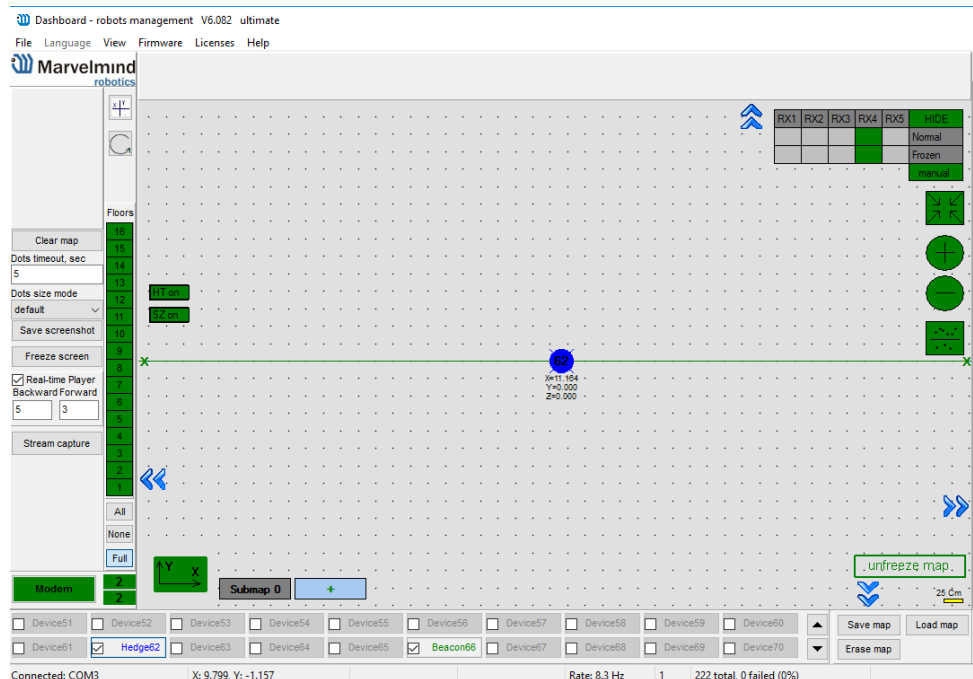 Dashboard - robots management V6.082 ultimate
File Language View Firmware Licenses Help
Marvelmind
robotics
x Y
RX1 RX2 RX3 RX4 RX5 HIDE
Normal
Frozen
manual
Floors
16
15
14
13
12
11
10
9
8
7
6
5
4
3
2
1
All
None
Full
Clear map
Dots timeout, sec
5
Dots size mode
default
Save screenshot
Freeze screen
Real-time Player
Backward Forward
5 3
Stream capture
HT on
SZ on
X X
62
X=11.164
Y=0.000
Z=0.000
unfreeze map
25 Cm
Y X
Submap 0 +
Modem 2
2
Device51 Device52 Device53 Device54 Device55 Device56 Device57 Device58 Device59 Device60 Save map Load map
Device61 Hedge62 Device63 Device64 Device65 Beacon66 Device67 Device68 Device69 Device70 Erase map
Connected: COM3 X: 9.799, Y: -1.157 Rate: 8.3 Hz 1 222 total, 0 failed (0%)